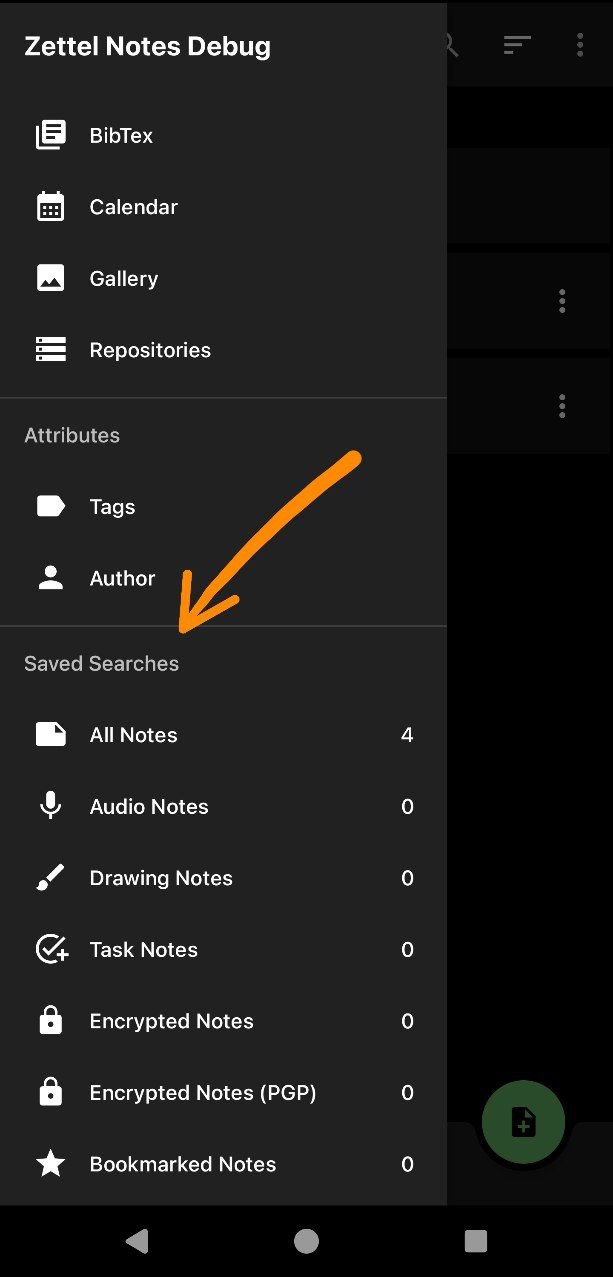 Zettel Notes Debug
BibTex
Calendar
Gallery
Repositories
Attributes
Tags
Author
Saved Searches
All Notes 4
Audio Notes 0
Drawing Notes 0
Task Notes 0
Encrypted Notes 0
Encrypted Notes (PGP) 0
Bookmarked Notes 0